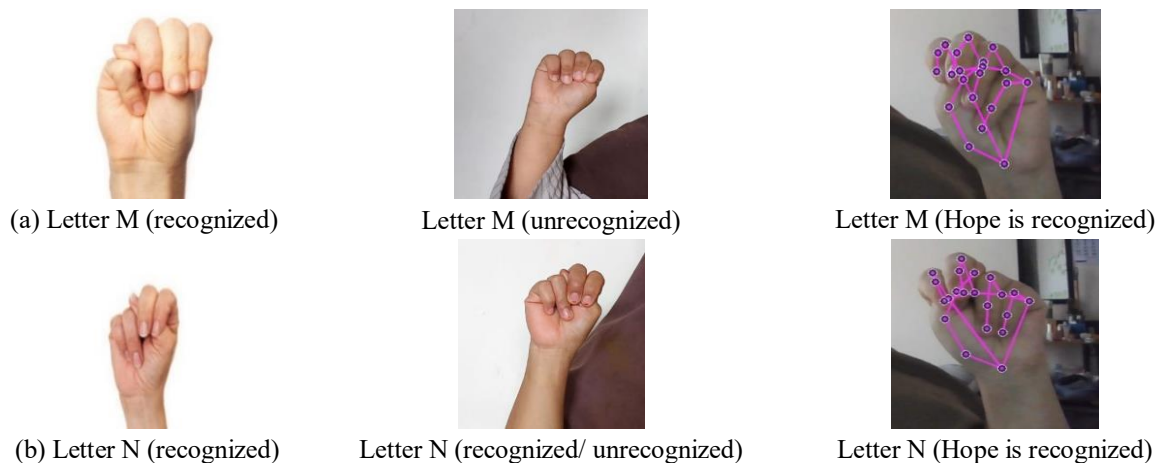 (a) Letter M (recognized)
Letter M (unrecognized)
Letter M (Hope is recognized)
(b) Letter N (recognized)
Letter N (recognized/ unrecognized)
Letter N (Hope is recognized)